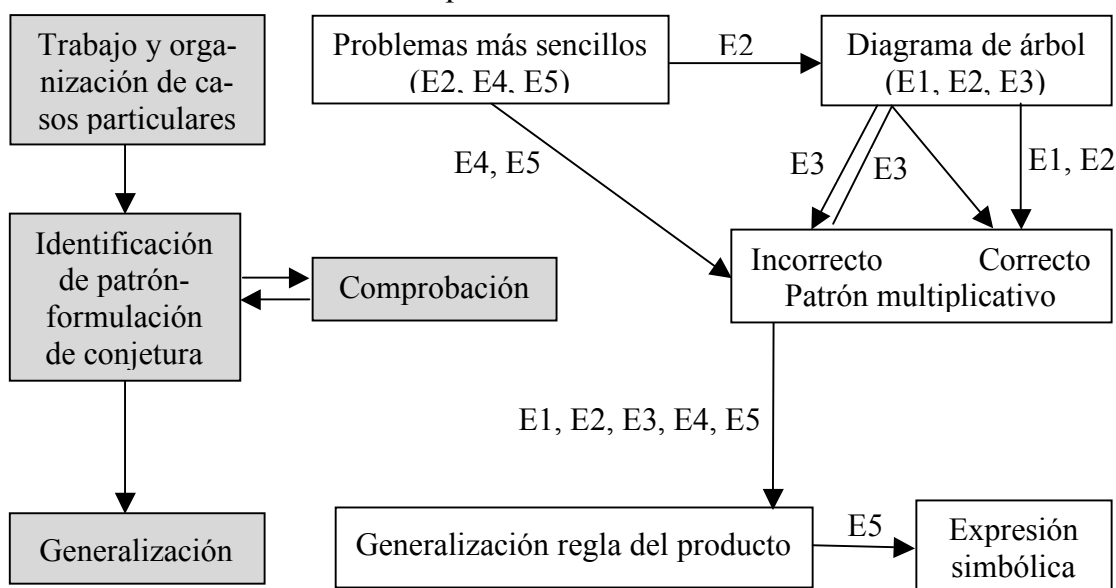 Trabajo y orga-
nización de ca-
sos particulares
Problemas más sencillos
(E2, E4, E5)
E2
Diagrama de árbol
(E1, E2, E3)
E4, E5
E3
E3
E1, E2
Identificación
de patrón-
formulación
de conjetura
Comprobación
Incorrecto Correcto
Patrón multiplicativo
E1, E2, E3, E4, E5
Generalización
Generalización regla del producto
E5
Expresión
simbólica